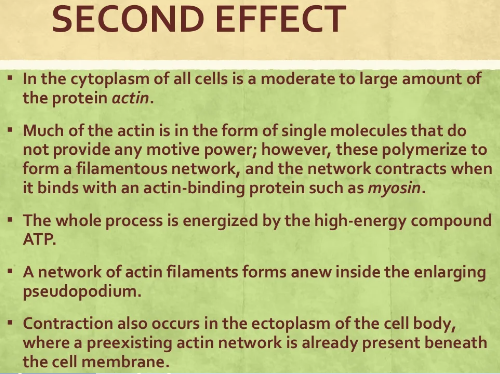 SECOND EFFECT
▪ In the cytoplasm of all cells is a moderate to large amount of
the protein actin.
▪ Much of the actin is in the form of single molecules that do
not provide any motive power; however, these polymerize to
form a filamentous network, and the network contracts when
it binds with an actin-binding protein such as myosin.
▪ The whole process is energized by the high-energy compound
ATP.
▪ A network of actin filaments forms anew inside the enlarging
pseudopodium.
▪ Contraction also occurs in the ectoplasm of the cell body,
where a preexisting actin network is already present beneath
the cell membrane.